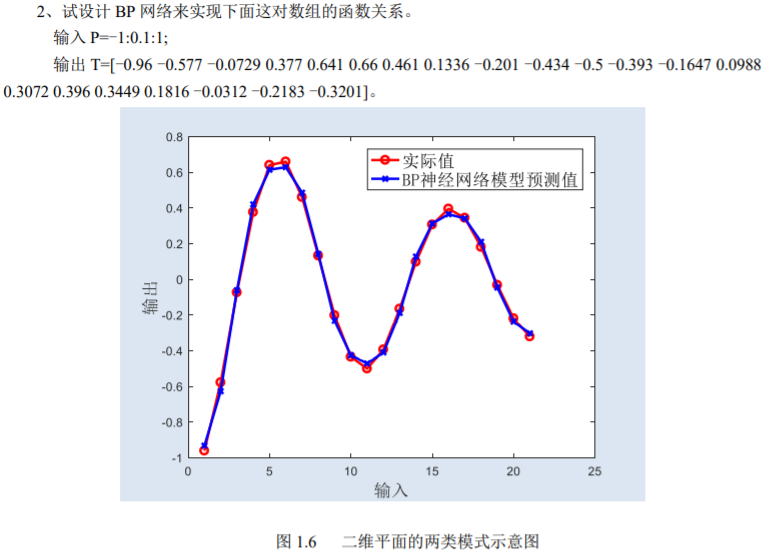 2、试设计 BP 网络来实现下面这对数组的函数关系。
输入 P=−1:0.1:1;
输出 T=[−0.96 −0.577 −0.0729 0.377 0.641 0.66 0.461 0.1336 −0.201 −0.434 −0.5 −0.393 −0.1647 0.0988
0.3072 0.396 0.3449 0.1816 −0.0312 −0.2183 −0.3201]。
0.8
实际值
BP神经网络模型预测值
0.6
0.4
0.2
0
-0.2
-0.4
-0.6
-0.8
-1
输出
0 5 10 15 20 25
输入
图 1.6 二维平面的两类模式示意图